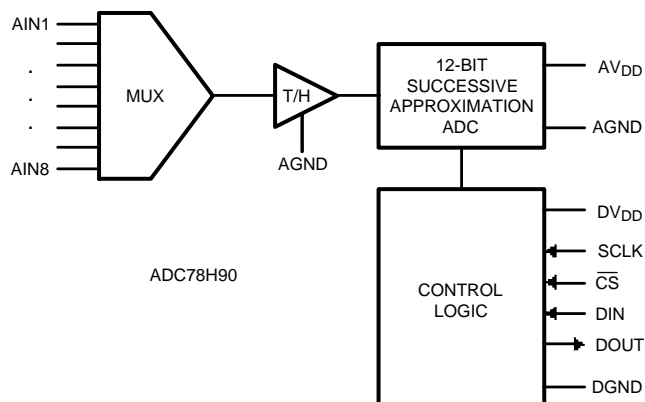 AIN1
.
.
.
AIN8
MUX
T/H
AGND
12-BIT
SUCCESSIVE
APPROXIMATION
ADC
AVDD
AGND
ADC78H90
CONTROL
LOGIC
DVDD
SCLK
CS
DIN
DOUT
DGND